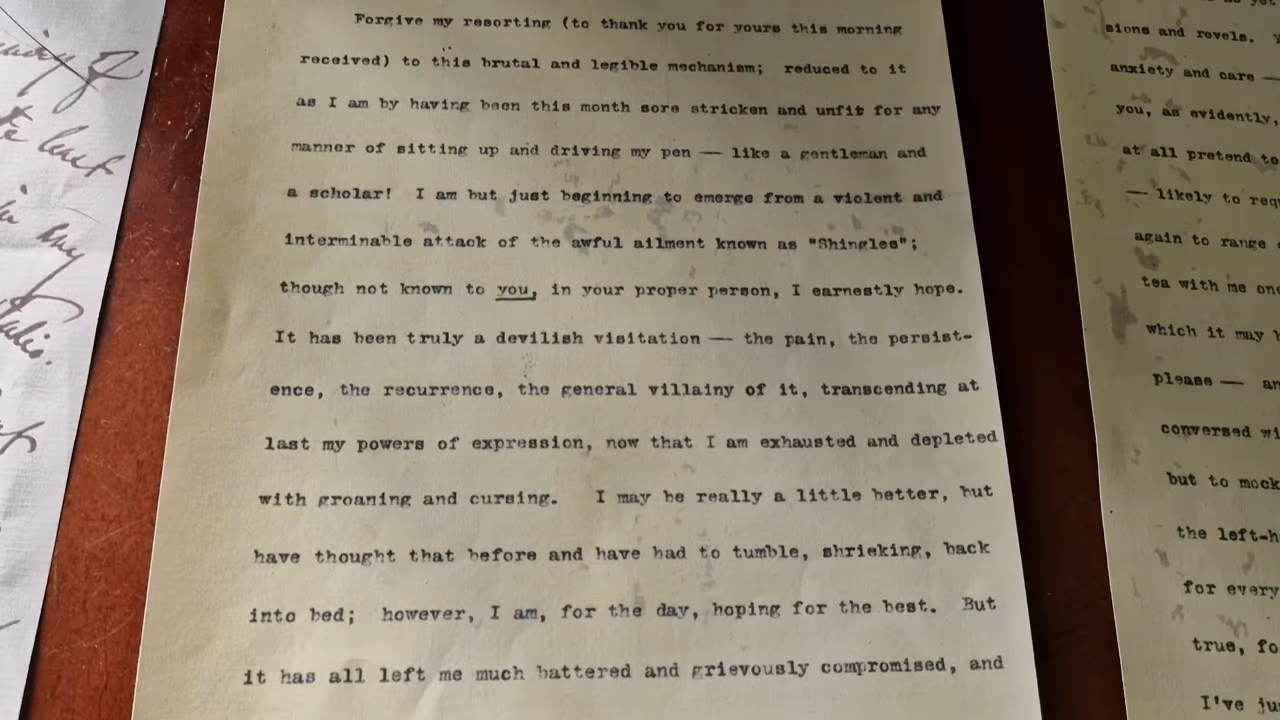 Forgive my resorting (to thank you for yours this morning
received) to this brutal and legible mechanism; reduced to it
as I am by having been this month sore stricken and unfit for any
manner of sitting up and driving my pen — like a gentleman and
a scholar! I am but just beginning to emerge from a violent and
interminable attack of the awful ailment known as "Shingles";
though not known to you, in your proper person, I earnestly hope.
It has been truly a devilish visitation — the pain, the persist-
ence, the recurrence, the general villainy of it, transcending at
last my powers of expression, now that I am exhausted and depleted
with groaning and cursing. I may be really a little better, but
have thought that before and have had to tumble, shrieking, back
into bed; however, I am, for the day, hoping for the best. But
it has all left me much battered and grievously compromised, and
sions and revels.
anxiety and care —
you, as evidently,
at all pretend to
— likely to
again to range
tea with me
which it may
please —
conversed
but to mock
the left-
for every
true,
I've